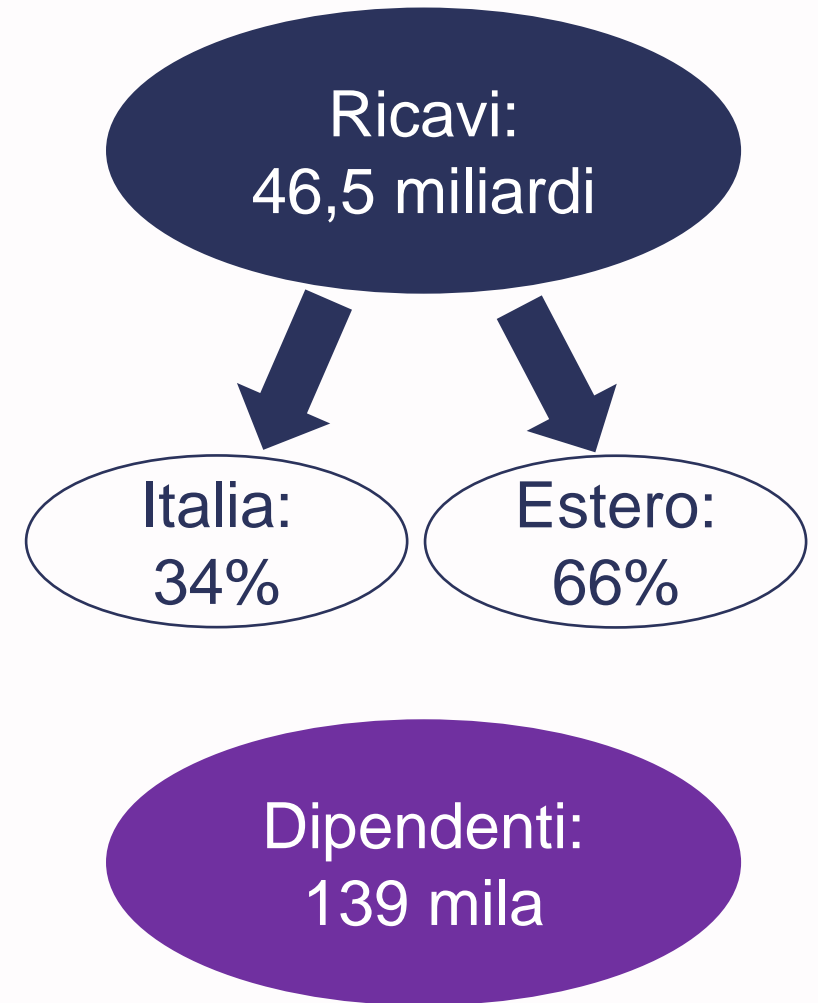 Ricavi:
46,5 miliardi
Italia:
34%
Estero:
66%
Dipendenti:
139 mila